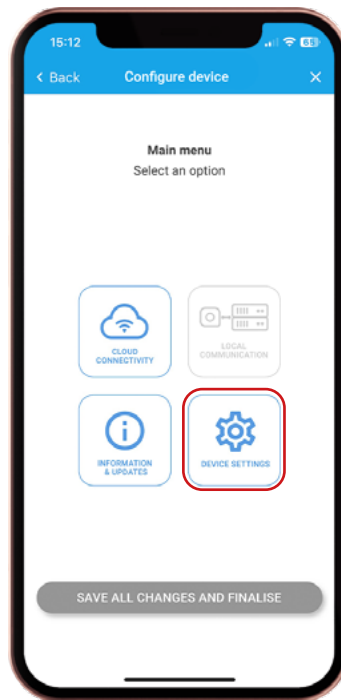 15:12
69
Back
Configure device
Main menu
Select an option
CLOUD
CONNECTIVITY
LOCAL
COMMUNICATION
INFORMATION
& UPDATES
DEVICE SETTINGS
SAVE ALL CHANGES AND FINALISE